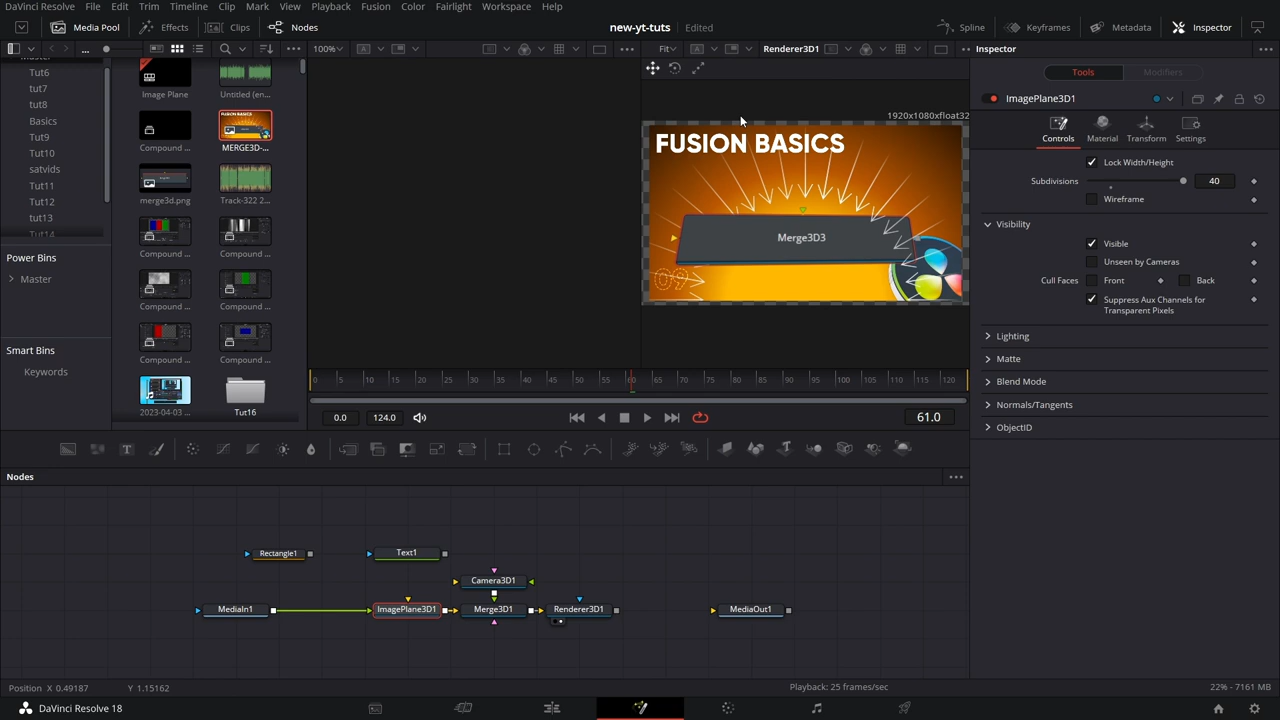 DaVinci Resolve File Edit Trim Timeline Clip Mark View Playback Fusion Color Fairlight Workspace Help
Media Pool Effects Clips Nodes new-yt-tuts Edited Spline Keyframes Metadata Inspector
... 100% Fit Renderer3D1 Inspector
Master
Tut6
tut7
tut8
Basics
Tut9
Tut10
satvids
Tut11
Tut12
tut13
Tut14
Power Bins
Master
Smart Bins
Keywords
Image Plane Untitled (en...
Compound ... MERGE3D-...
merge3d.png Track-322 2...
Compound ... Compound ...
Compound ... Compound ...
Compound ... Compound ...
2023-04-03 ... Tut16
1920x1080xfloat32
FUSION BASICS
Merge3D3
09
0 5 10 15 20 25 30 35 40 45 50 55 60 65 70 75 80 85 90 95 100 105 110 115 120
0.0 124.0 61.0
Tools Modifiers
ImagePlane3D1
Controls Material Transform Settings
Lock Width/Height
Subdivisions 40
Wireframe
Visibility
Visible
Unseen by Cameras
Cull Faces Front Back
Suppress Aux Channels for
Transparent Pixels
Lighting
Matte
Blend Mode
Normals/Tangents
ObjectID
Nodes
Rectangle1 Text1
Camera3D1
MediaIn1 ImagePlane3D1 Merge3D1 Renderer3D1 MediaOut1
Position X 0.49187 Y 1.15162 Playback: 25 frames/sec 22% - 7161 MB
DaVinci Resolve 18